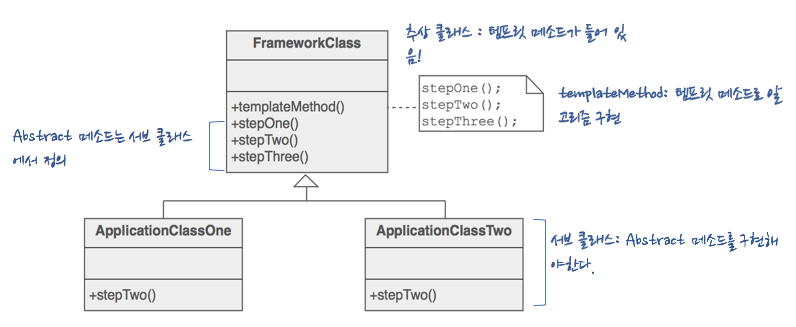 추상 클래스 : 템프릿 메소드가 들어 있
음!
FrameworkClass
+templateMethod()
+stepOne()
+stepTwo()
+stepThree()
stepOne();
stepTwo();
stepThree();
templateMethod: 템프릿 메소드로 알
고리즘 구현
Abstract 메소드는 서브 클래스
에서 정의
ApplicationClassOne
+stepTwo()
ApplicationClassTwo
+stepTwo()
서브 클래스: Abstract 메소드를 구현해
야한다.